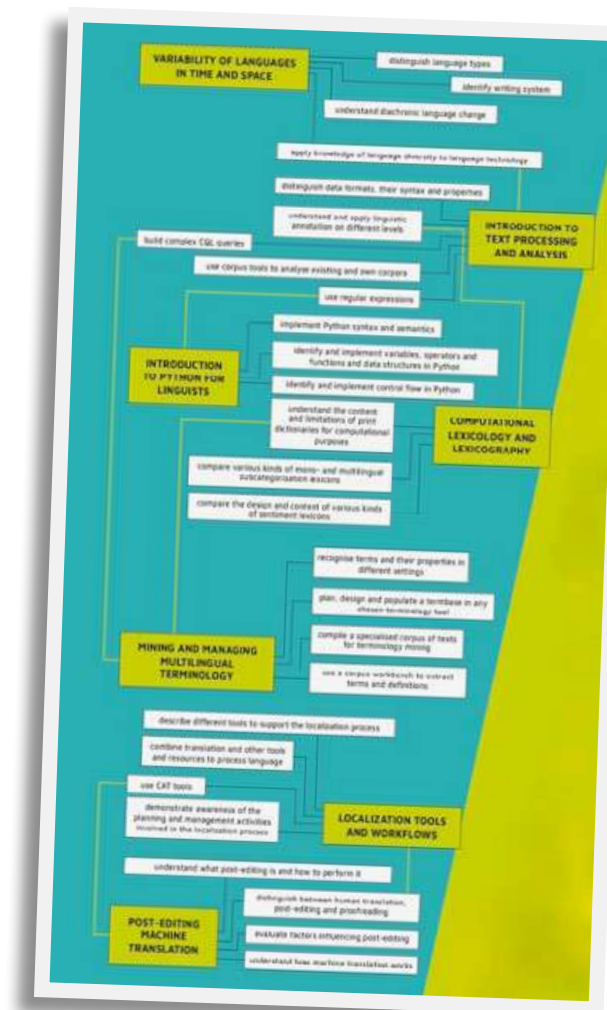 VARIABILITY OF LANGUAGES
IN TIME AND SPACE
distinguish language types
identify writing system
understand diachronic language change
apply knowledge of language diversity to language technology
distinguish data formats, their syntax and properties
understand and apply linguistic
annotation on different levels
INTRODUCTION TO
TEXT PROCESSING
AND ANALYSIS
build complex CQL queries
use corpus tools to analyse existing and own corpora
use regular expressions
implement Python syntax and semantics
INTRODUCTION
TO PYTHON FOR
LINGUISTS
identify and implement variables, operators and
functions and data structures in Python
identify and implement control flow in Python
understand the content
and limitations of print
dictionaries for computational
purposes
COMPUTATIONAL
LEXICOLOGY AND
LEXICOGRAPHY
compare various kinds of mono- and multilingual
subcategorisation lexicons
compare the design and content of various kinds
of sentiment lexicons
recognise terms and their properties in
different settings
plan, design and populate a termbase in any
chosen terminology tool
compile a specialised corpus of texts
for terminology mining
MINING AND MANAGING
MULTILINGUAL
TERMINOLOGY
use a corpus workbench to extract
terms and definitions
describe different tools to support the localization process
combine translation and other tools
and resources to process language
use CAT tools
demonstrate awareness of the
planning and management activities
involved in the localization process
LOCALIZATION TOOLS
AND WORKFLOWS
understand what post-editing is and how to perform it
distinguish between human translation,
post-editing and proofreading
POST-EDITING
MACHINE
TRANSLATION
evaluate factors influencing post-editing
understand how machine translation works